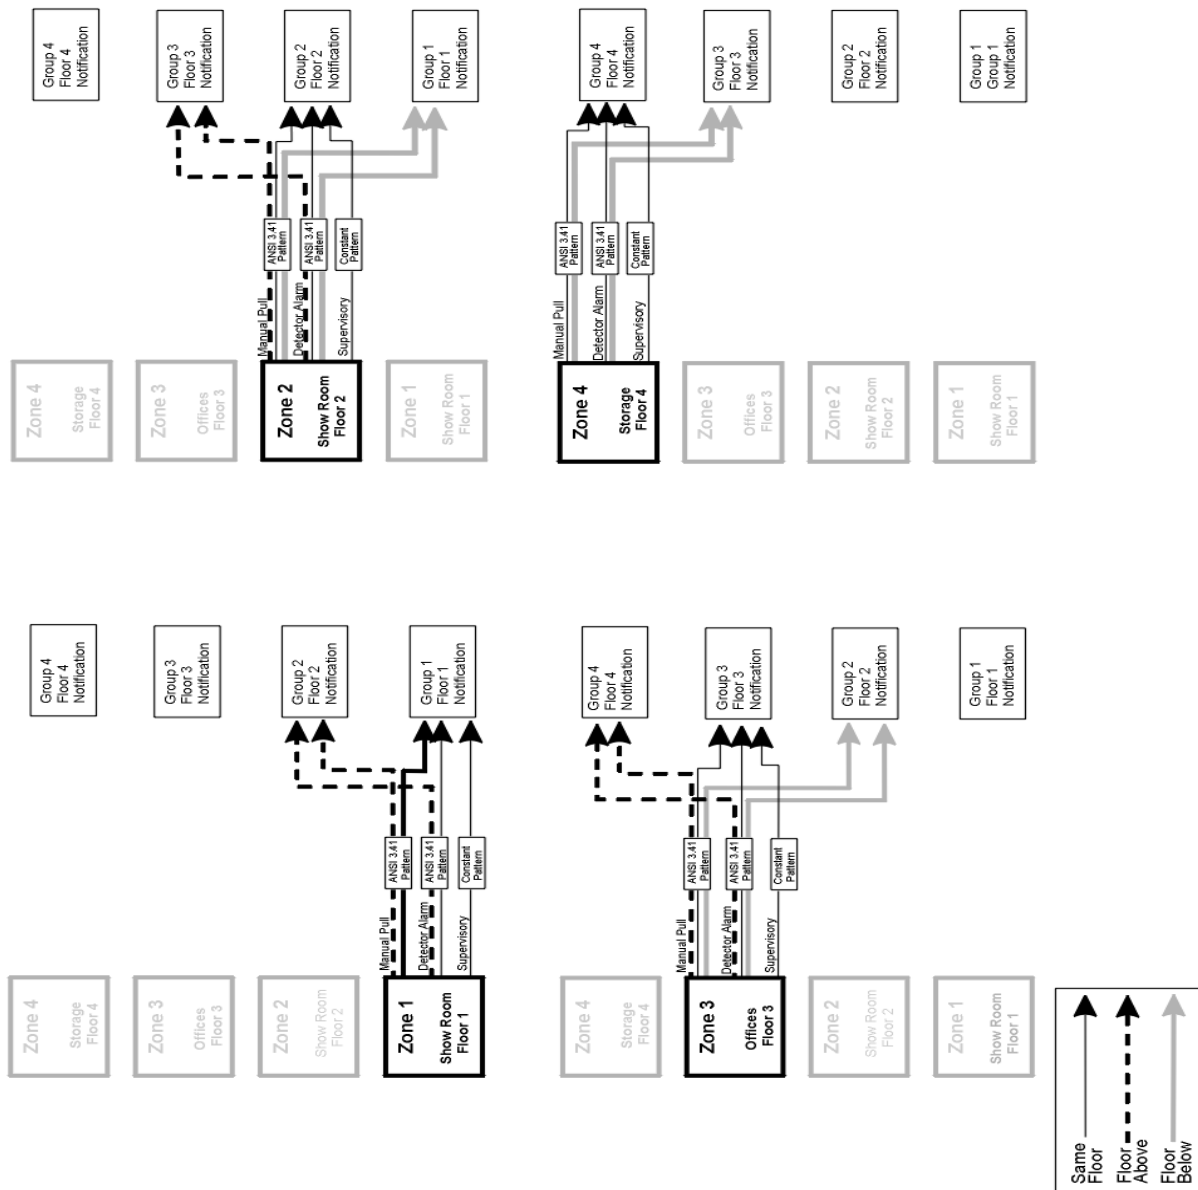 Zone 4
Storage
Floor 4
Zone 3
Offices
Floor 3
Zone 2
Show Room
Floor 2
Zone 1
Show Room
Floor 1
Manual Pull
Detector Alarm
Supervisory
ANSI 3.41
Pattern
ANSI 3.41
Pattern
Constant
Pattern
Group 4
Floor 4
Notification
Group 3
Floor 3
Notification
Group 2
Floor 2
Notification
Group 1
Floor 1
Notification
Zone 4
Storage
Floor 4
Zone 3
Offices
Floor 3
Zone 2
Show Room
Floor 2
Zone 1
Show Room
Floor 1
Manual Pull
Detector Alarm
Supervisory
ANSI 3.41
Pattern
ANSI 3.41
Pattern
Constant
Pattern
Group 4
Floor 4
Notification
Group 3
Floor 3
Notification
Group 2
Floor 2
Notification
Group 1
Floor 1
Notification
Zone 4
Storage
Floor 4
Zone 3
Offices
Floor 3
Zone 2
Show Room
Floor 2
Zone 1
Show Room
Floor 1
Manual Pull
Detector Alarm
Supervisory
ANSI 3.41
Pattern
ANSI 3.41
Pattern
Constant
Pattern
Group 4
Floor 4
Notification
Group 3
Floor 3
Notification
Group 2
Floor 2
Notification
Group 1
Floor 1
Notification
Zone 4
Storage
Floor 4
Zone 3
Offices
Floor 3
Zone 2
Show Room
Floor 2
Zone 1
Show Room
Floor 1
Manual Pull
Detector Alarm
Supervisory
ANSI 3.41
Pattern
ANSI 3.41
Pattern
Constant
Pattern
Group 4
Floor 4
Notification
Group 3
Floor 3
Notification
Group 2
Floor 2
Notification
Group 1
Group 1
Notification
Same
Floor
Floor
Above
Floor
Below